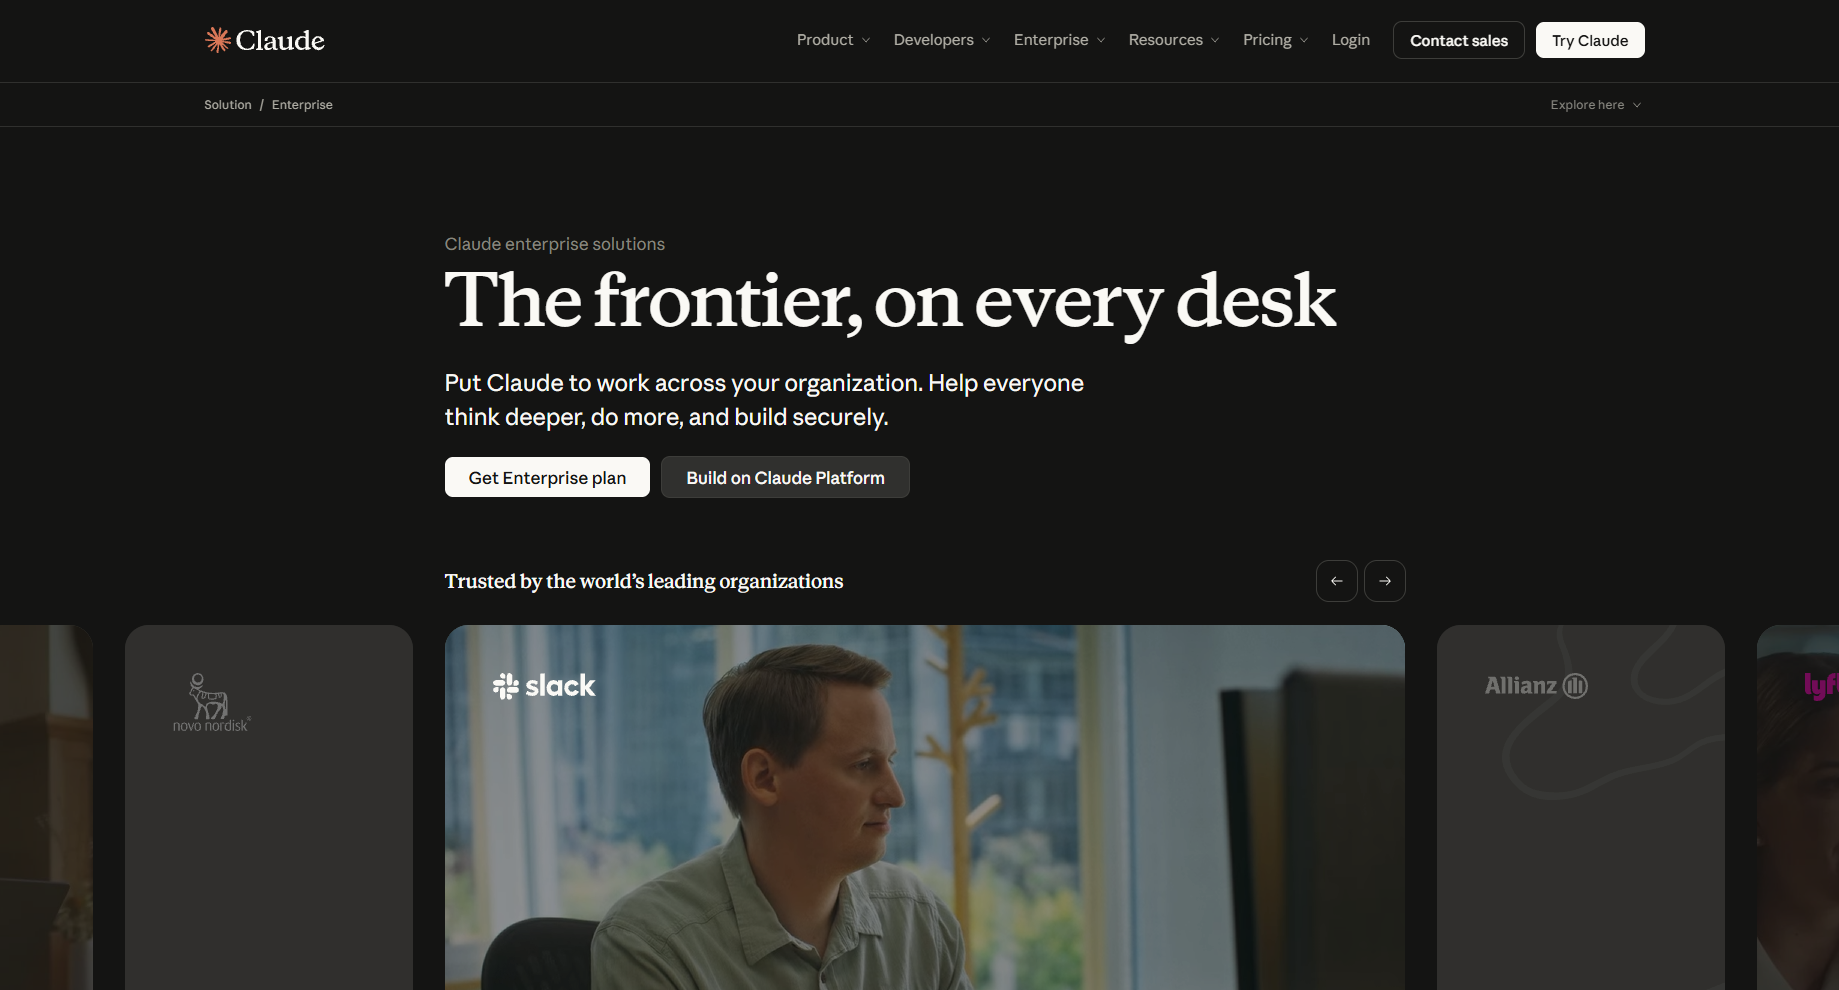 Claude
Product
Developers
Enterprise
Resources
Pricing
Login
Contact sales
Try Claude
Solution / Enterprise
Explore here
Claude enterprise solutions
The frontier, on every desk
Put Claude to work across your organization. Help everyone
think deeper, do more, and build securely.
Get Enterprise plan
Build on Claude Platform
Trusted by the world’s leading organizations
novo nordisk®
slack
Allianz
lyft